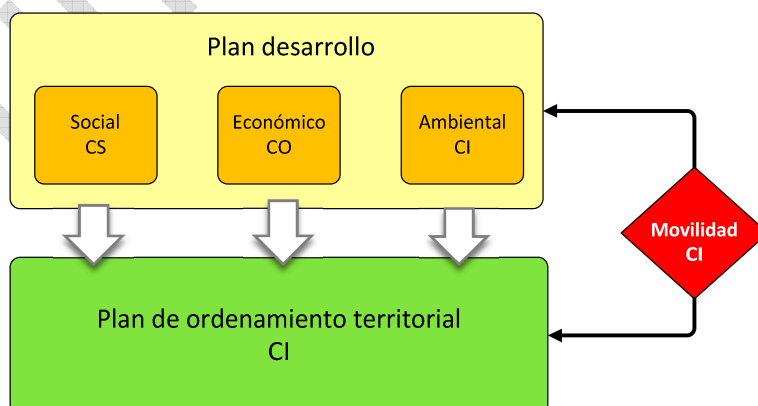 Plan desarrollo
Social
CS
Económico
CO
Ambiental
CI
Movilidad
CI
Plan de ordenamiento territorial
CI